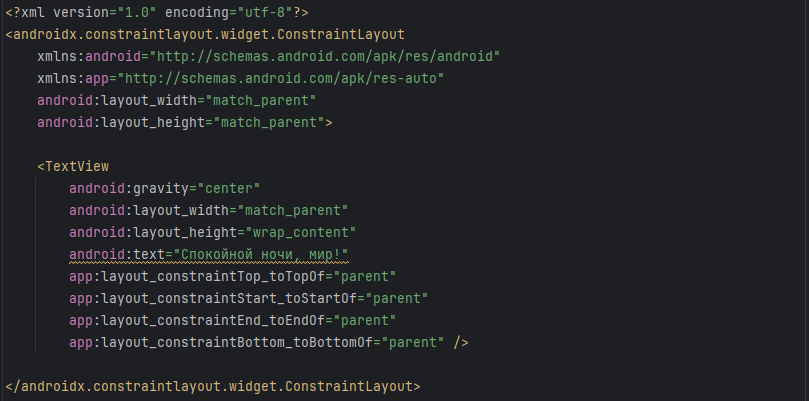 <?xml version="1.0" encoding="utf-8"?>
<androidx.constraintlayout.widget.ConstraintLayout
    xmlns:android="http://schemas.android.com/apk/res/android"
    xmlns:app="http://schemas.android.com/apk/res-auto"
    android:layout_width="match_parent"
    android:layout_height="match_parent">

    <TextView
        android:gravity="center"
        android:layout_width="match_parent"
        android:layout_height="wrap_content"
        android:text="Спокойной ночи, мир!"
        app:layout_constraintTop_toTopOf="parent"
        app:layout_constraintStart_toStartOf="parent"
        app:layout_constraintEnd_toEndOf="parent"
        app:layout_constraintBottom_toBottomOf="parent" />

</androidx.constraintlayout.widget.ConstraintLayout>